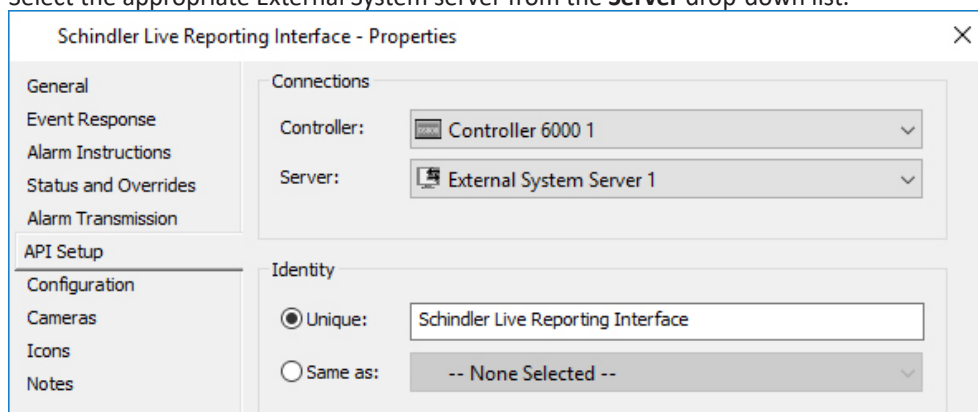 Select the appropriate External System server from the Server drop-down list.
Schindler Live Reporting Interface - Properties
General
Event Response
Alarm Instructions
Status and Overrides
Alarm Transmission
API Setup
Configuration
Cameras
Icons
Notes
Connections
Controller: Controller 6000 1
Server: External System Server 1
Identity
Unique: Schindler Live Reporting Interface
Same as: -- None Selected --